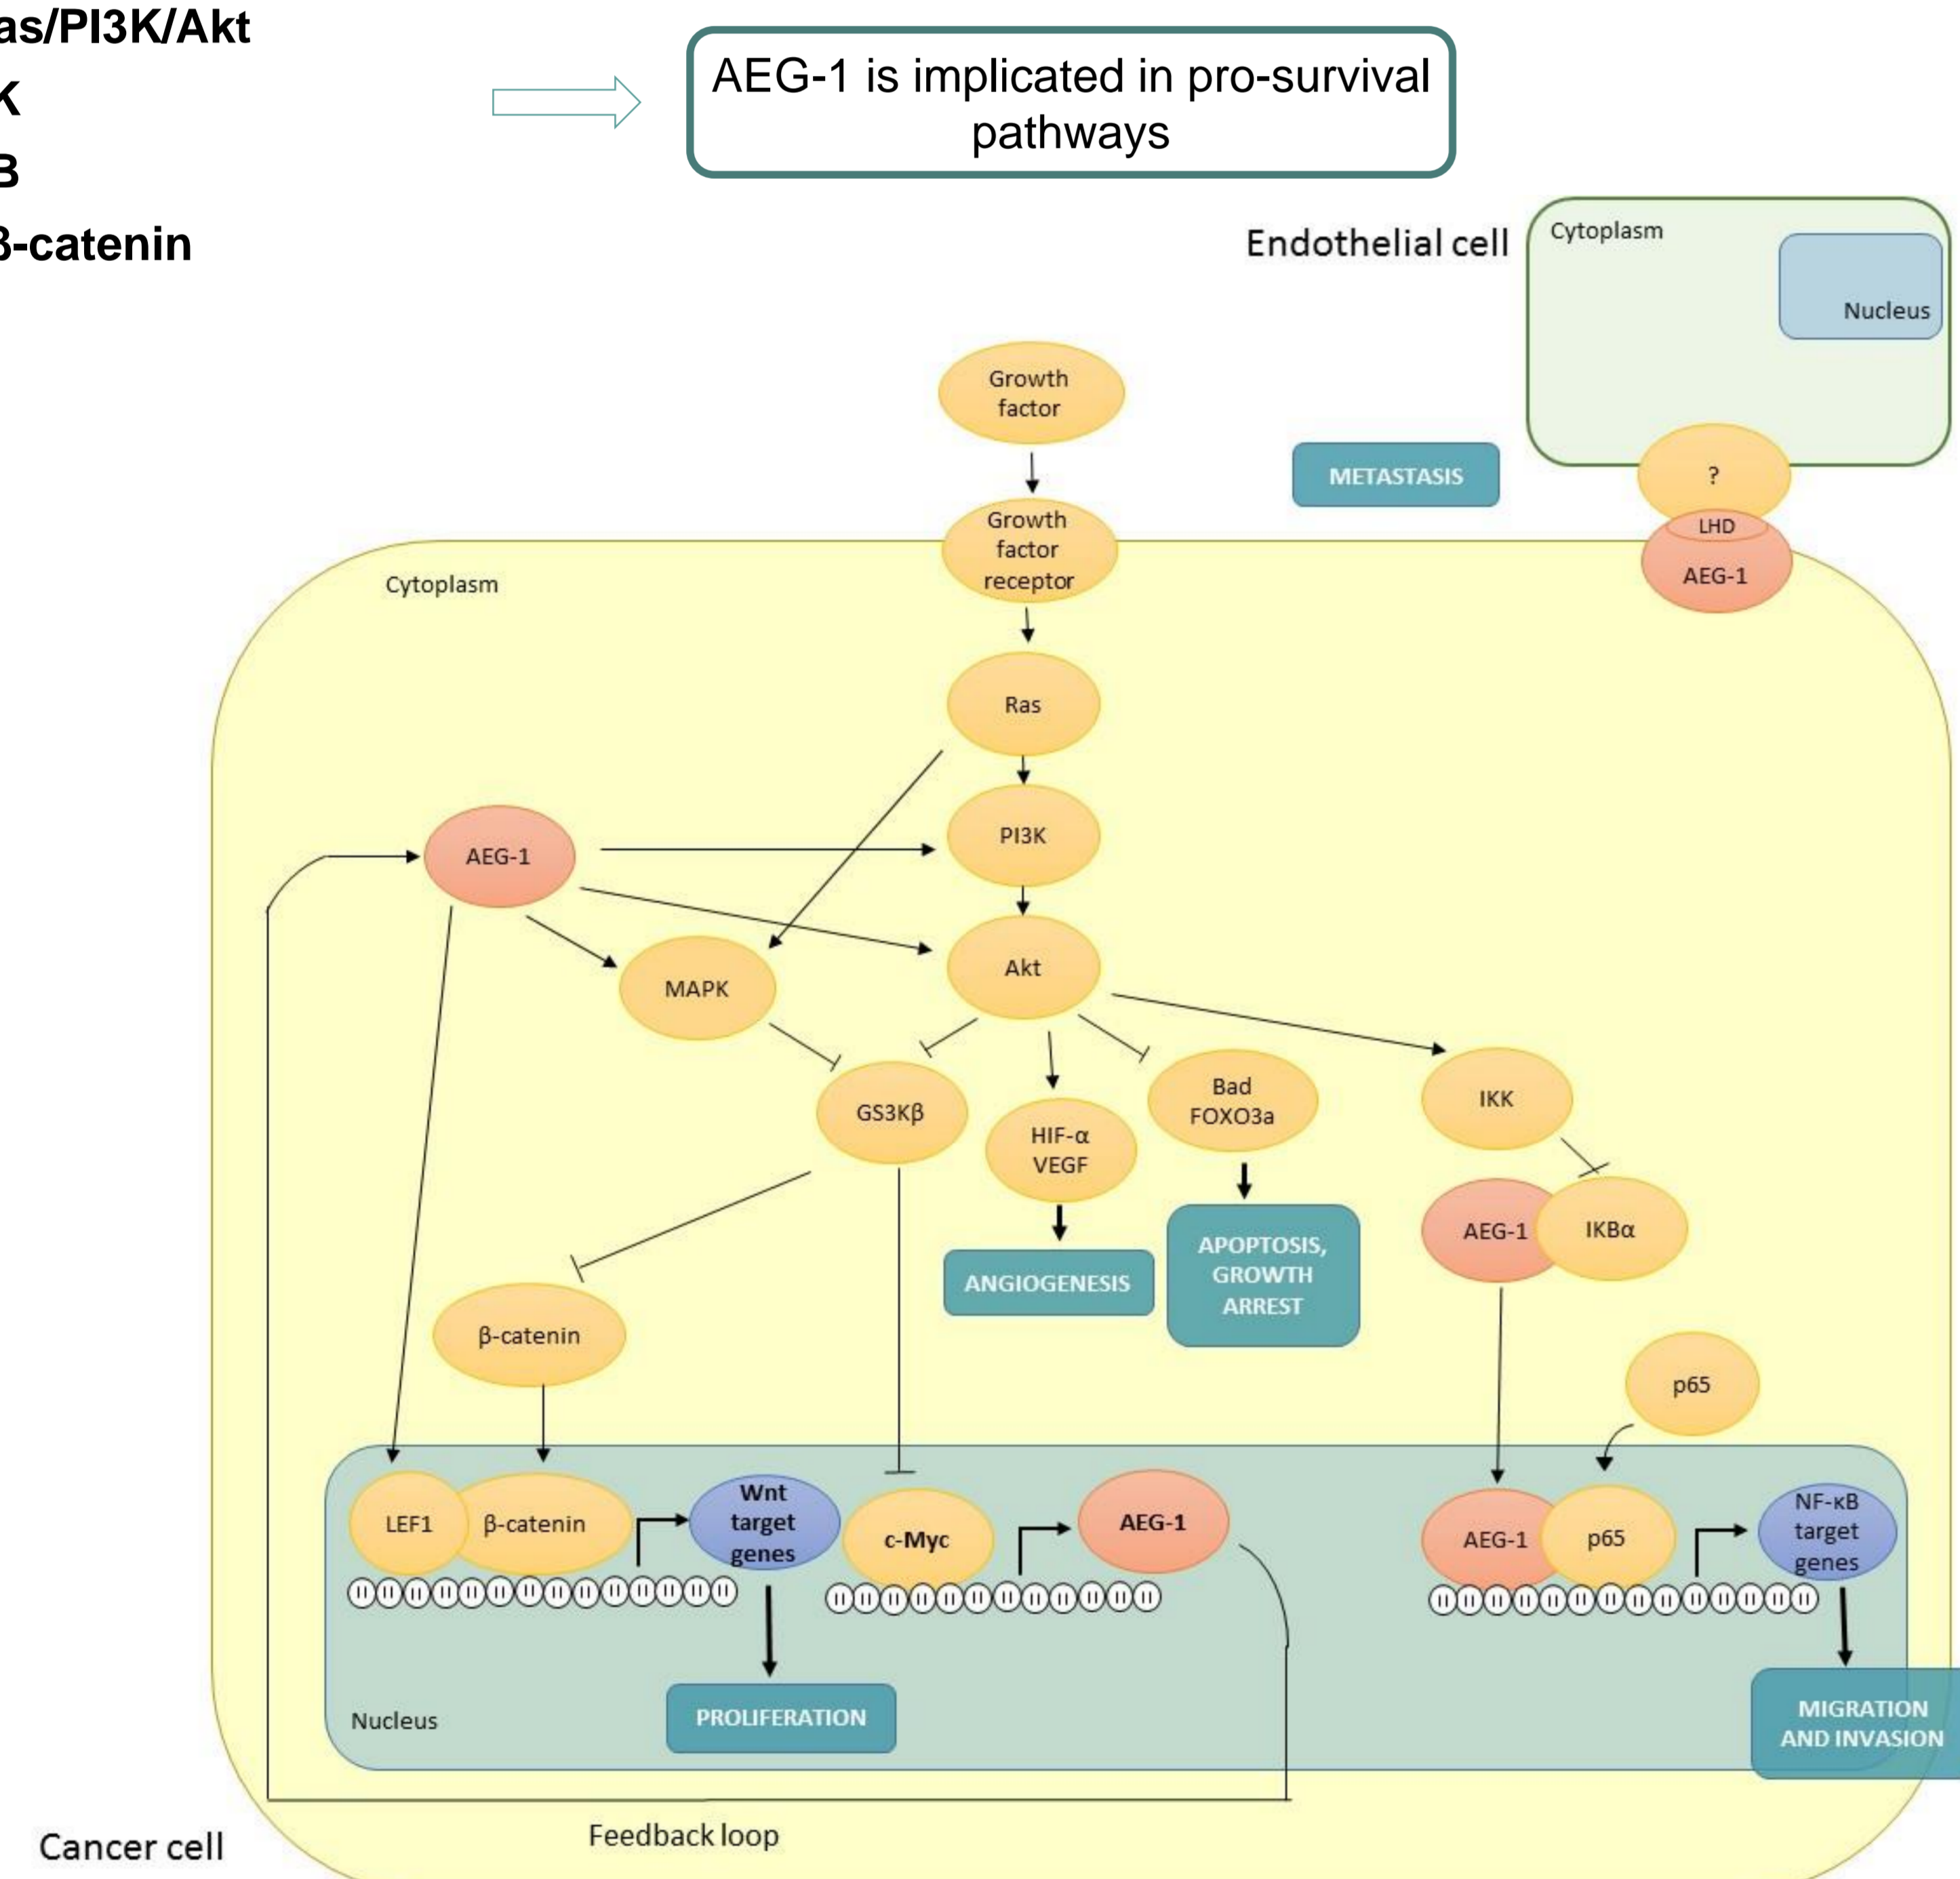 as/PI3K/Akt
K
B
β-catenin
AEG-1 is implicated in pro-survival
pathways
Endothelial cell
Cytoplasm
Nucleus
Growth
factor
METASTASIS
?
LHD
AEG-1
Growth
factor
receptor
Cytoplasm
Ras
PI3K
AEG-1
Akt
MAPK
GS3Kβ
HIF-α
VEGF
Bad
FOXO3a
IKK
ANGIOGENESIS
APOPTOSIS,
GROWTH
ARREST
AEG-1
IKBα
β-catenin
p65
LEF1
β-catenin
Wnt
target
genes
c-Myc
AEG-1
AEG-1
p65
NF-κB
target
genes
Nucleus
PROLIFERATION
MIGRATION
AND INVASION
Feedback loop
Cancer cell